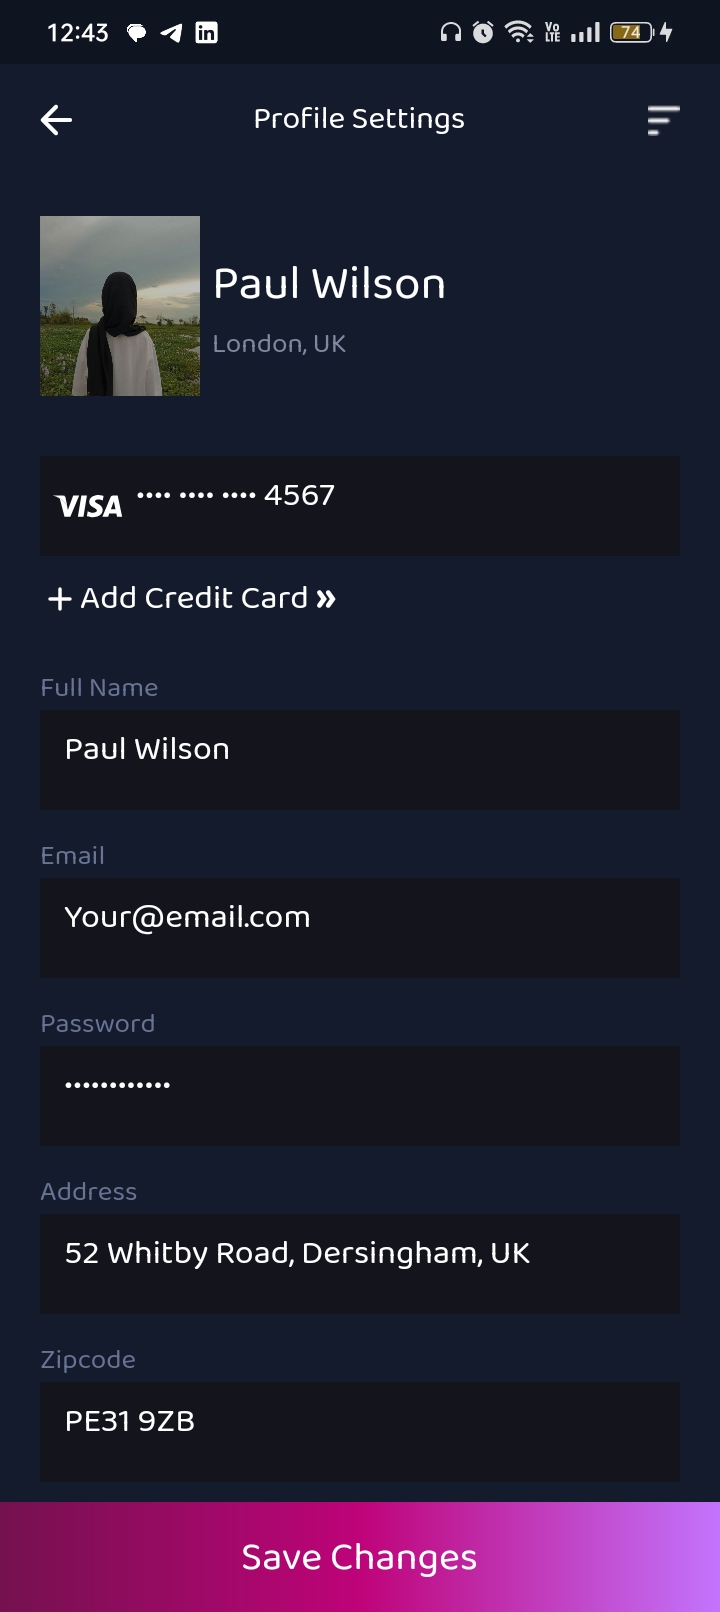 12:43
Vo
LTE
74
Profile Settings
Paul Wilson
London, UK
VISA •••• •••• •••• 4567
+ Add Credit Card »
Full Name
Paul Wilson
Email
Your@email.com
Password
••••••••••••
Address
52 Whitby Road, Dersingham, UK
Zipcode
PE31 9ZB
Save Changes